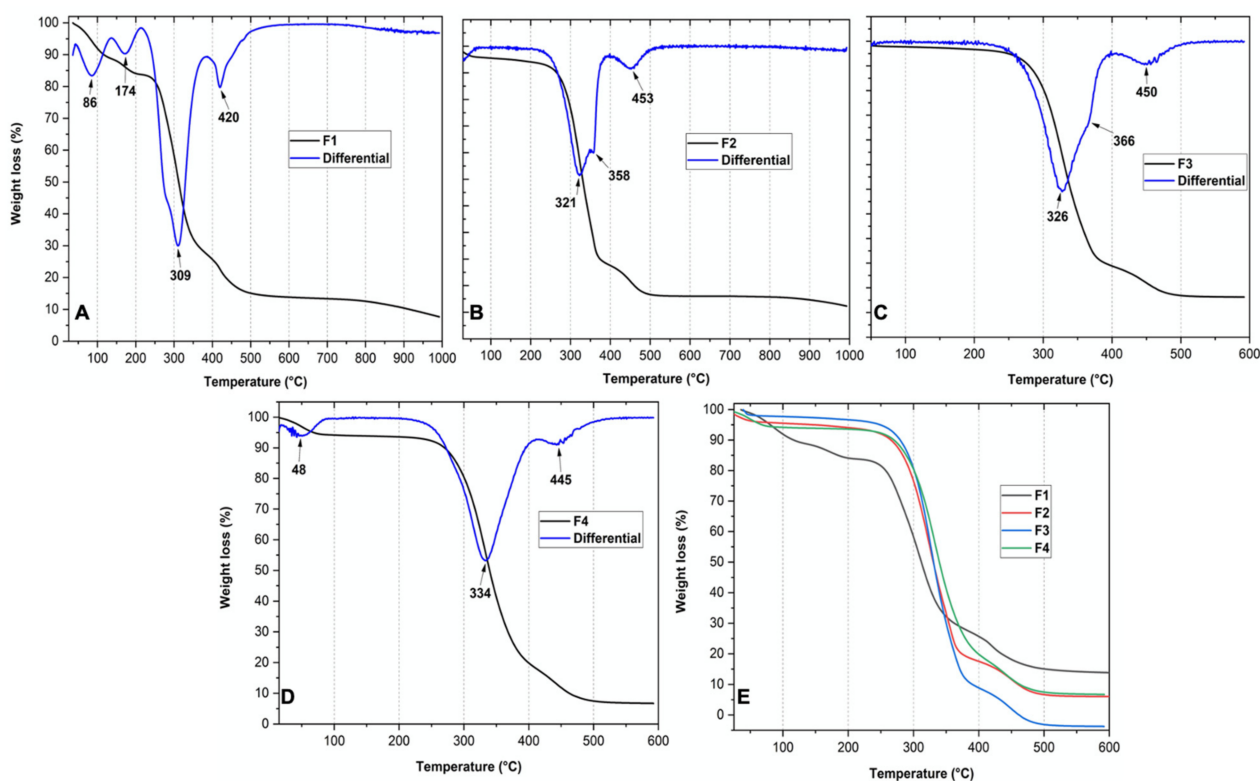 100
90
80
70
60
50
40
30
20
10
0
Weight loss (%)
86
174
309
420
F1
Differential
A
100 200 300 400 500 600 700 800 900 1000
Temperature (°C)
321
358
453
F2
Differential
B
100 200 300 400 500 600 700 800 900 1000
Temperature (°C)
326
366
450
F3
Differential
C
100 200 300 400 500 600
Temperature (°C)
100
90
80
70
60
50
40
30
20
10
0
Weight loss (%)
48
334
445
F4
Differential
D
100 200 300 400 500 600
Temperature (°C)
100
90
80
70
60
50
40
30
20
10
0
Weight loss (%)
F1
F2
F3
F4
E
100 200 300 400 500 600
Temperature (°C)